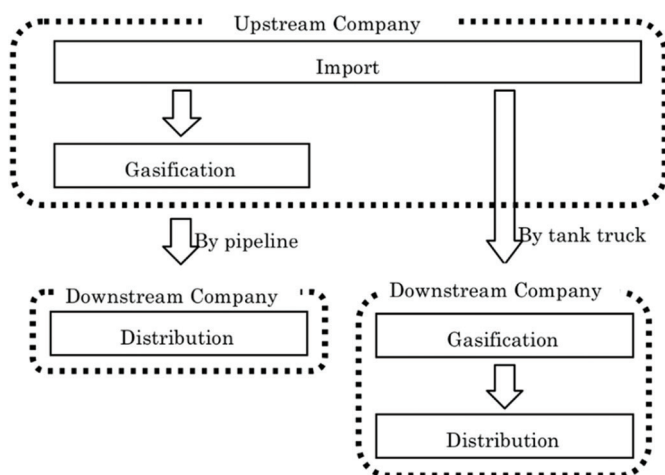 Upstream Company
Import
Gasification
By pipeline
By tank truck
Downstream Company
Distribution
Downstream Company
Gasification
Distribution